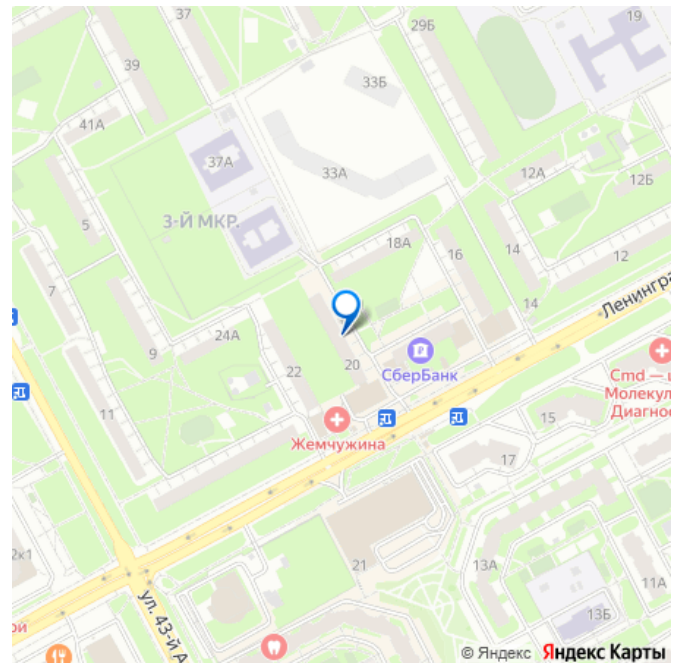 37
19
29Б
39
33Б
41А
37А
33А
12А
12Б
3-Й МКР.
5
18А
16
14
12
7
14
Ленингра
24А
9
20
СберБанк
22
Cmd — ц
Молекул
Диагнос
11
15
Жемчужина
17
2к1
21
13А
11А
ул. 43-й А
13Б
ри
© Яндекс Яндекс Карты